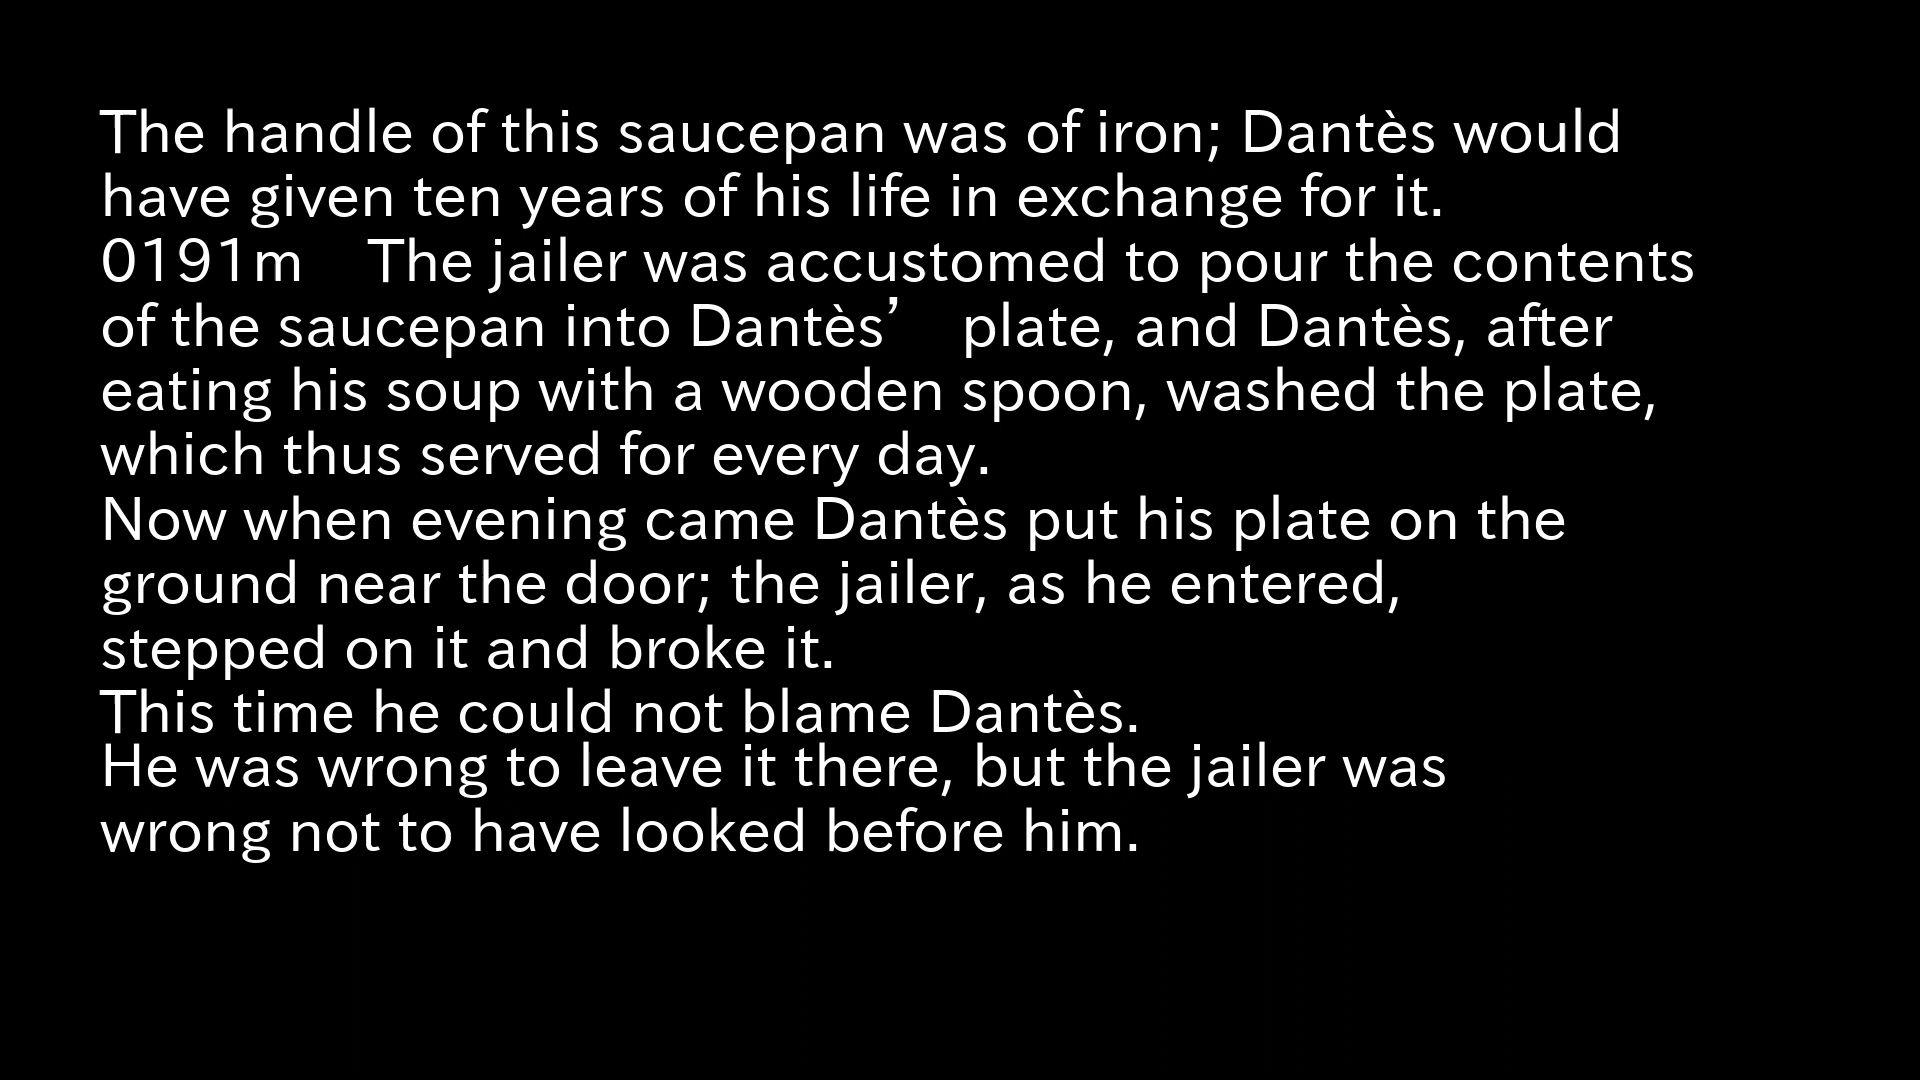 The handle of this saucepan was of iron; Dantès would
have given ten years of his life in exchange for it.
0191m  The jailer was accustomed to pour the contents
of the saucepan into Dantès’ plate, and Dantès, after
eating his soup with a wooden spoon, washed the plate,
which thus served for every day.
Now when evening came Dantès put his plate on the
ground near the door; the jailer, as he entered,
stepped on it and broke it.
This time he could not blame Dantès.
He was wrong to leave it there, but the jailer was
wrong not to have looked before him.